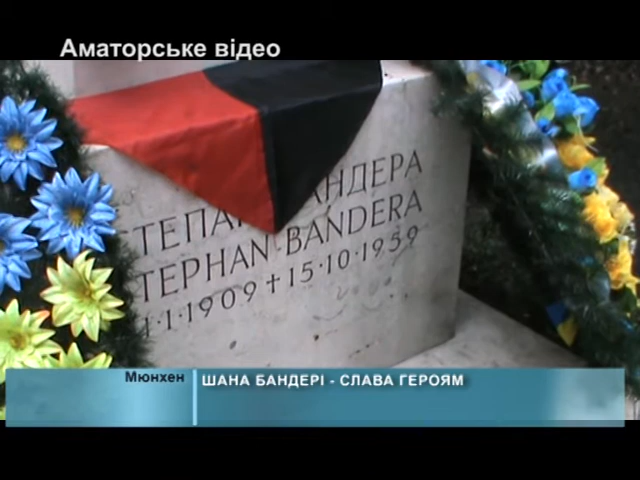 Аматорське відео
СТЕПАН БАНДЕРА
STEPHAN BANDERA
1·1·1909 † 15·10·1959
Мюнхен
ШАНА БАНДЕРІ - СЛАВА ГЕРОЯМ